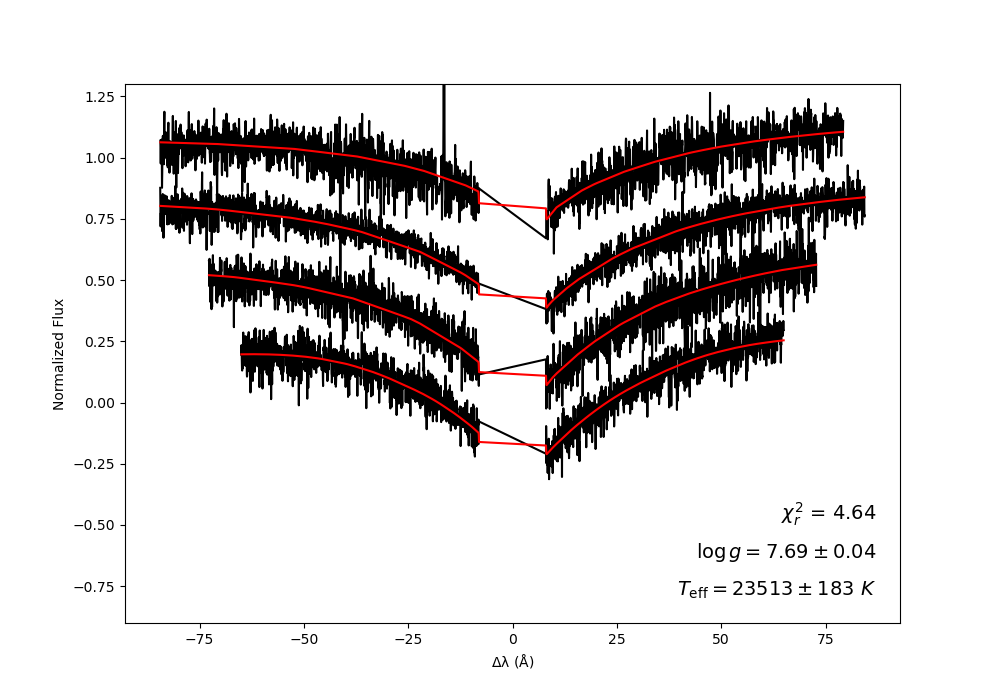 1.25
1.00
0.75
0.50
0.25
0.00
−0.25
−0.50
−0.75
Normalized Flux
χ²ᵣ = 4.64
log g = 7.69 ± 0.04
T_eff = 23513 ± 183 K
−75 −50 −25 0 25 50 75
Δλ (Å)